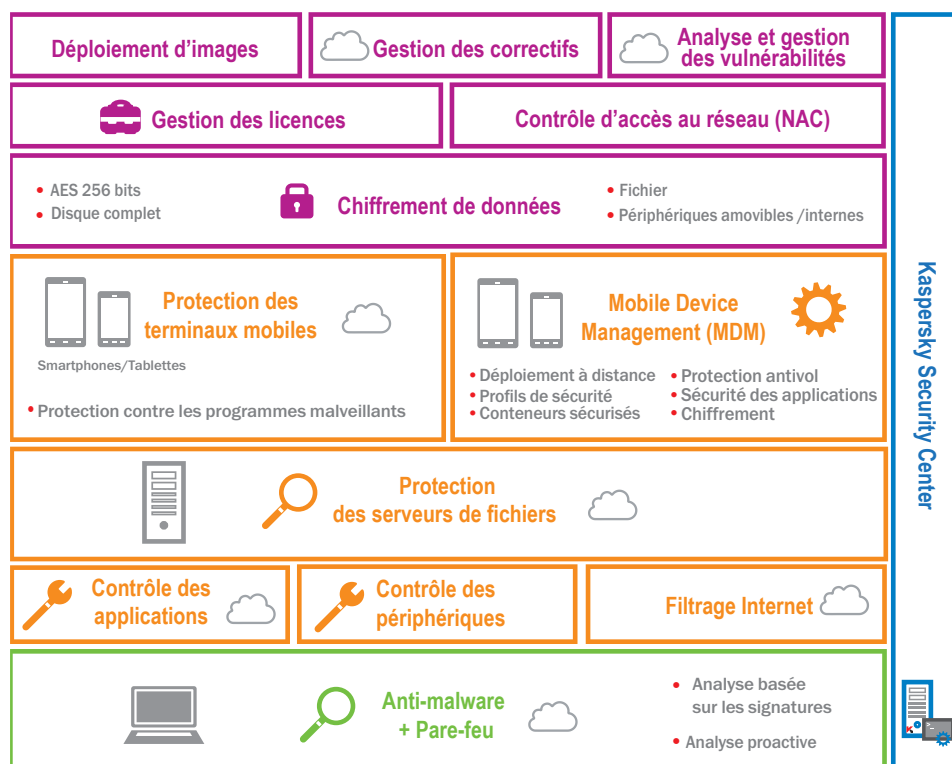 Déploiement d'images
Gestion des correctifs
Analyse et gestion
des vulnérabilités
Gestion des licences
Contrôle d'accès au réseau (NAC)
• AES 256 bits
• Disque complet
Chiffrement de données
• Fichier
• Périphériques amovibles /internes
Protection des
terminaux mobiles
Smartphones/Tablettes
• Protection contre les programmes malveillants
Mobile Device
Management (MDM)
• Déploiement à distance
• Profils de sécurité
• Conteneurs sécurisés
• Protection antivol
• Sécurité des applications
• Chiffrement
Protection
des serveurs de fichiers
Contrôle des
applications
Contrôle des
périphériques
Filtrage Internet
Anti-malware
+ Pare-feu
• Analyse basée
sur les signatures
• Analyse proactive
Kaspersky Security Center